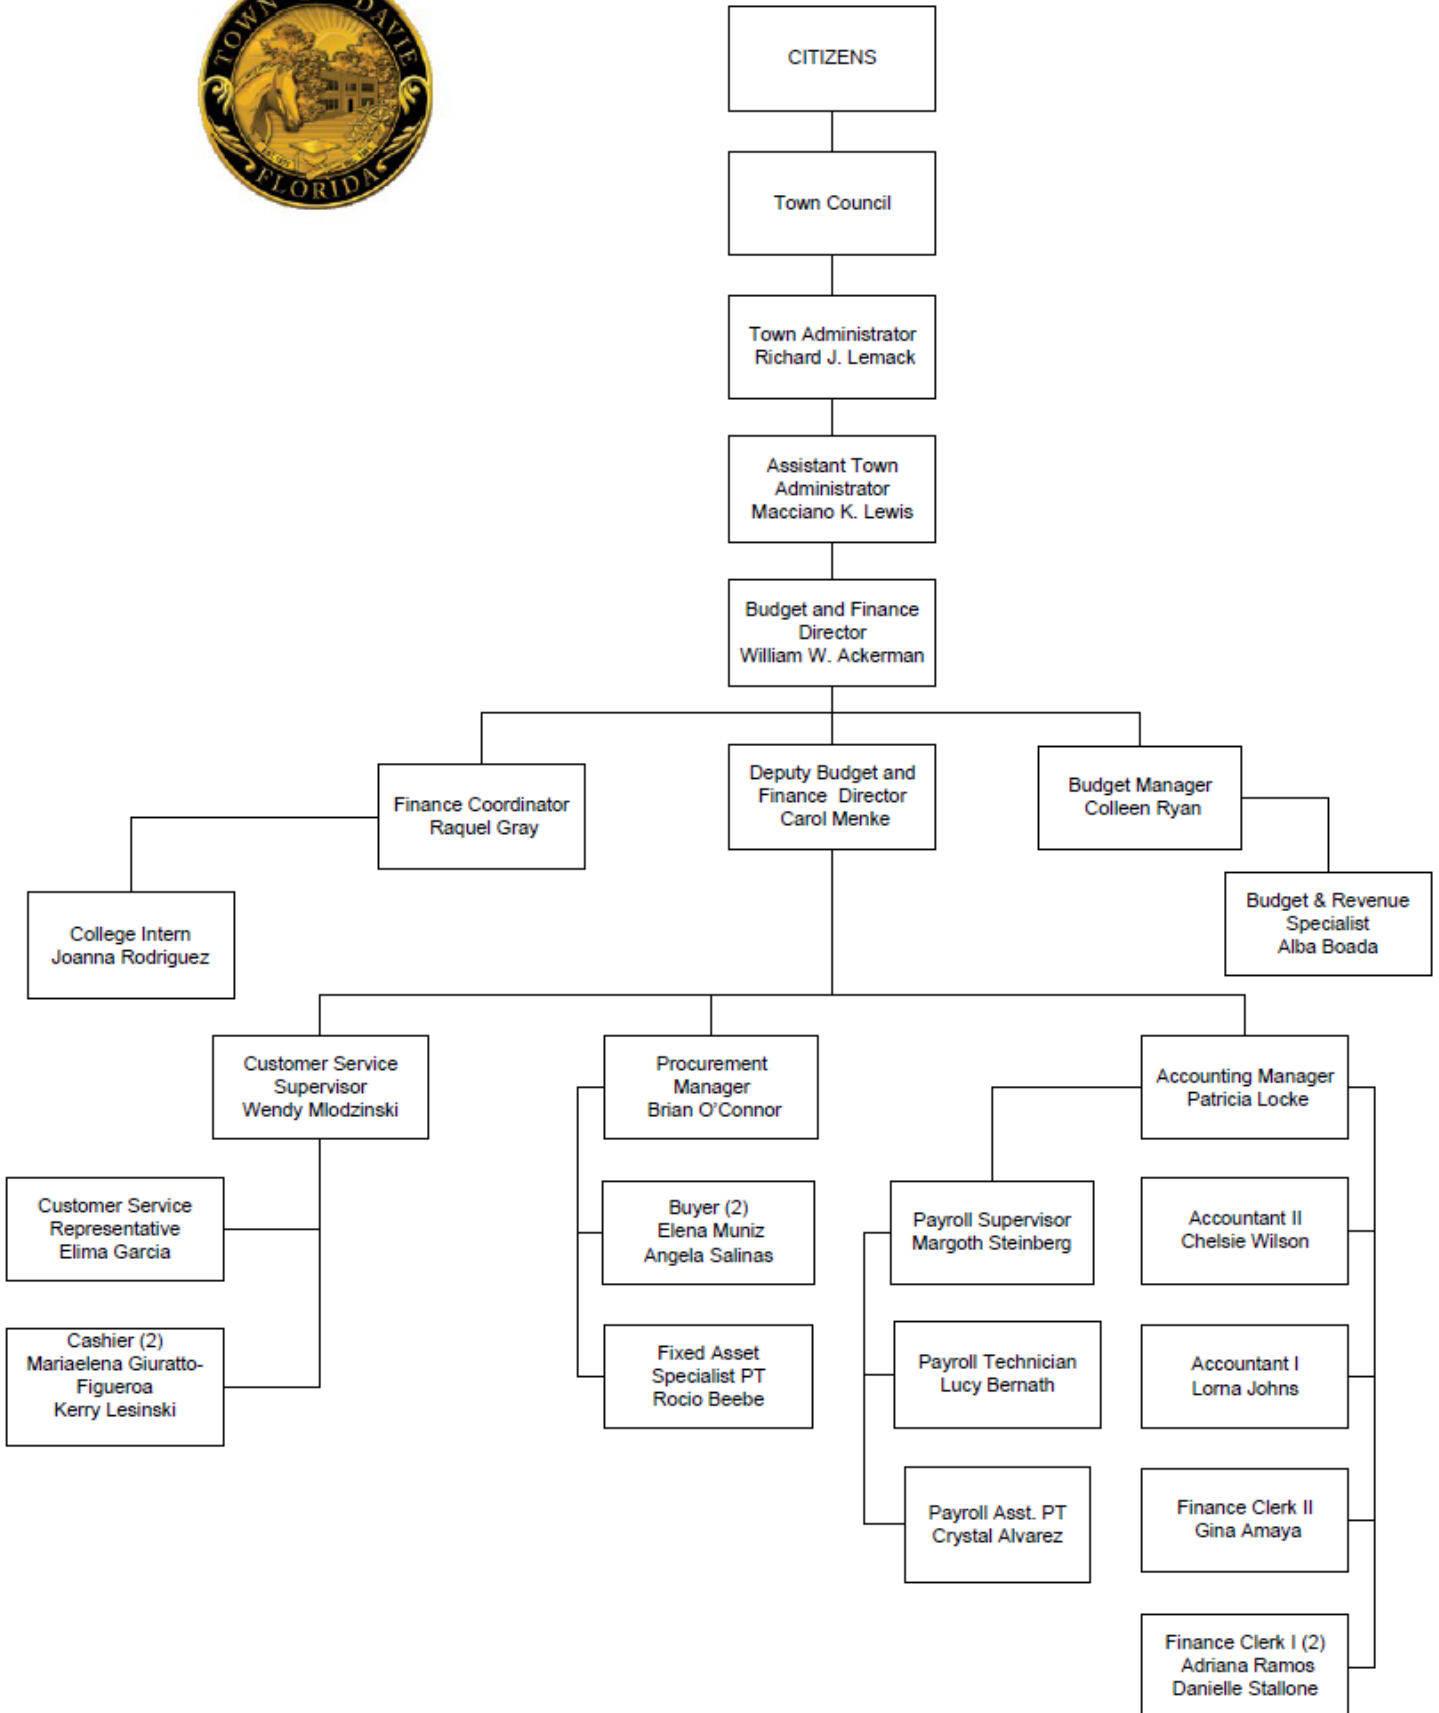 TOWN
DAVIE
FLORIDA
CITIZENS
Town Council
Town Administrator
Richard J. Lemack
Assistant Town
Administrator
Macciano K. Lewis
Budget and Finance
Director
William W. Ackerman
Finance Coordinator
Raquel Gray
Deputy Budget and
Finance Director
Carol Menke
Budget Manager
Colleen Ryan
College Intern
Joanna Rodriguez
Budget & Revenue
Specialist
Alba Boada
Customer Service
Supervisor
Wendy Mlodzinski
Procurement
Manager
Brian O'Connor
Accounting Manager
Patricia Locke
Customer Service
Representative
Elima Garcia
Buyer (2)
Elena Muniz
Angela Salinas
Payroll Supervisor
Margoth Steinberg
Accountant II
Chelsie Wilson
Cashier (2)
Mariaelena Giuratto-
Figueroa
Kerry Lesinski
Fixed Asset
Specialist PT
Rocio Beebe
Payroll Technician
Lucy Bernath
Accountant I
Lorna Johns
Payroll Asst. PT
Crystal Alvarez
Finance Clerk II
Gina Amaya
Finance Clerk I (2)
Adriana Ramos
Danielle Stallone